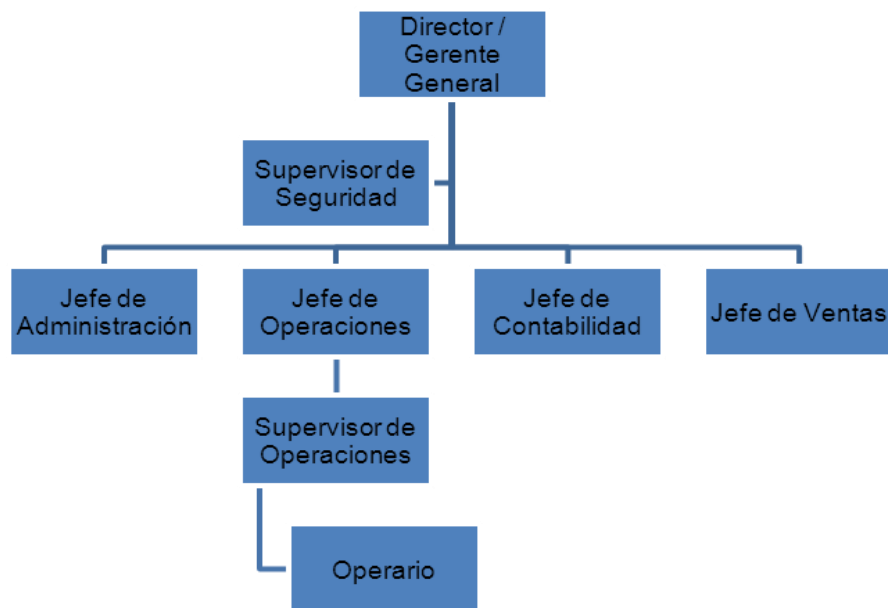 Director /
Gerente
General
Supervisor de
Seguridad
Jefe de
Administración
Jefe de
Operaciones
Jefe de
Contabilidad
Jefe de Ventas
Supervisor de
Operaciones
Operario